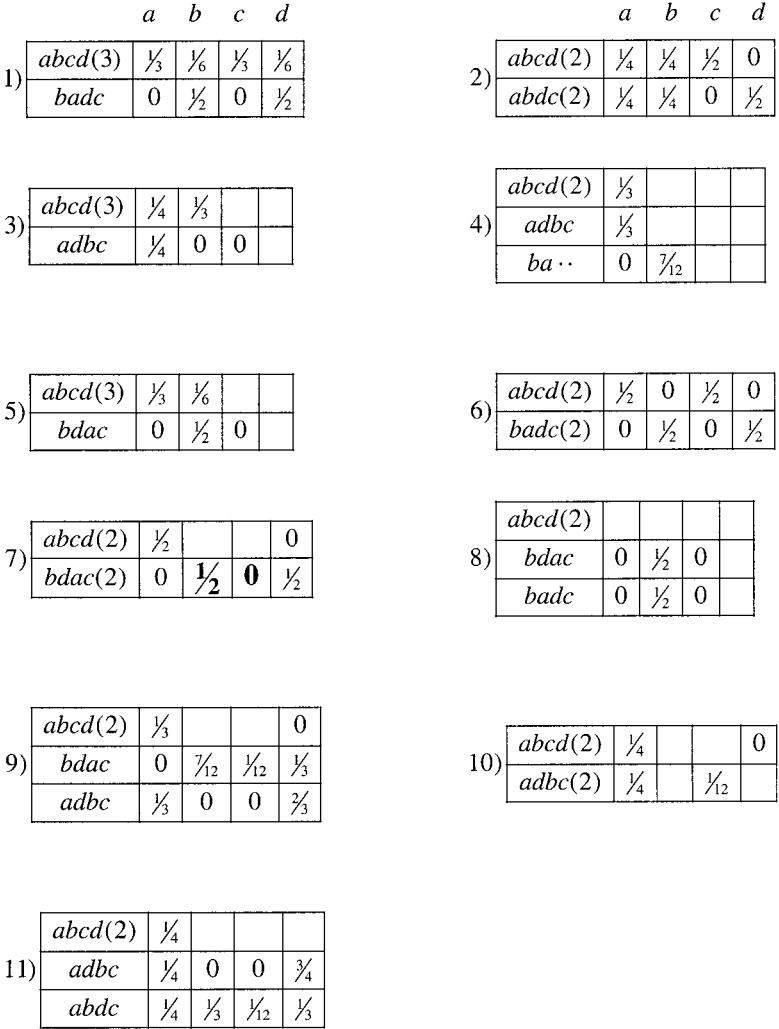 a b c d
1) abcd(3) ⅓ ⅙ ⅓ ⅙
badc 0 ½ 0 ½
a b c d
2) abcd(2) ¼ ¼ ½ 0
abdc(2) ¼ ¼ 0 ½
3) abcd(3) ¼ ⅓
adbc ¼ 0 0
4) abcd(2) ⅓
adbc ⅓
ba·· 0 7/12
5) abcd(3) ⅓ ⅙
bdac 0 ½ 0
6) abcd(2) ½ 0 ½ 0
badc(2) 0 ½ 0 ½
7) abcd(2) ½ 0
bdac(2) 0 ½ 0 ½
8) abcd(2)
bdac 0 ½ 0
badc 0 ½ 0
9) abcd(2) ⅓ 0
bdac 0 7/12 1/12 ⅓
adbc ⅓ 0 0 ⅔
10) abcd(2) ¼ 0
adbc(2) ¼ 1/12
11) abcd(2) ¼
adbc ¼ 0 0 ¾
abdc ¼ ⅓ 1/12 ⅓